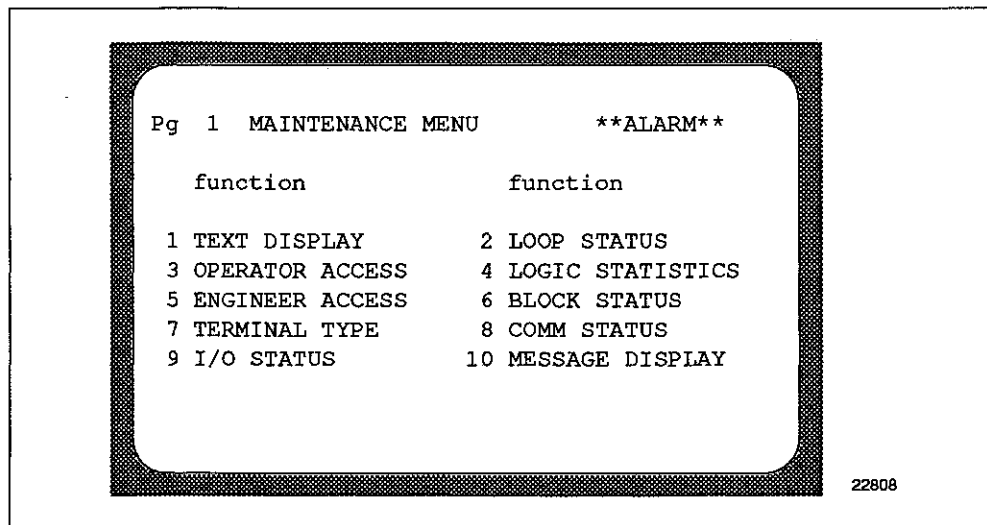 Pg 1 MAINTENANCE MENU **ALARM**
function function
1 TEXT DISPLAY 2 LOOP STATUS
3 OPERATOR ACCESS 4 LOGIC STATISTICS
5 ENGINEER ACCESS 6 BLOCK STATUS
7 TERMINAL TYPE 8 COMM STATUS
9 I/O STATUS 10 MESSAGE DISPLAY
22808